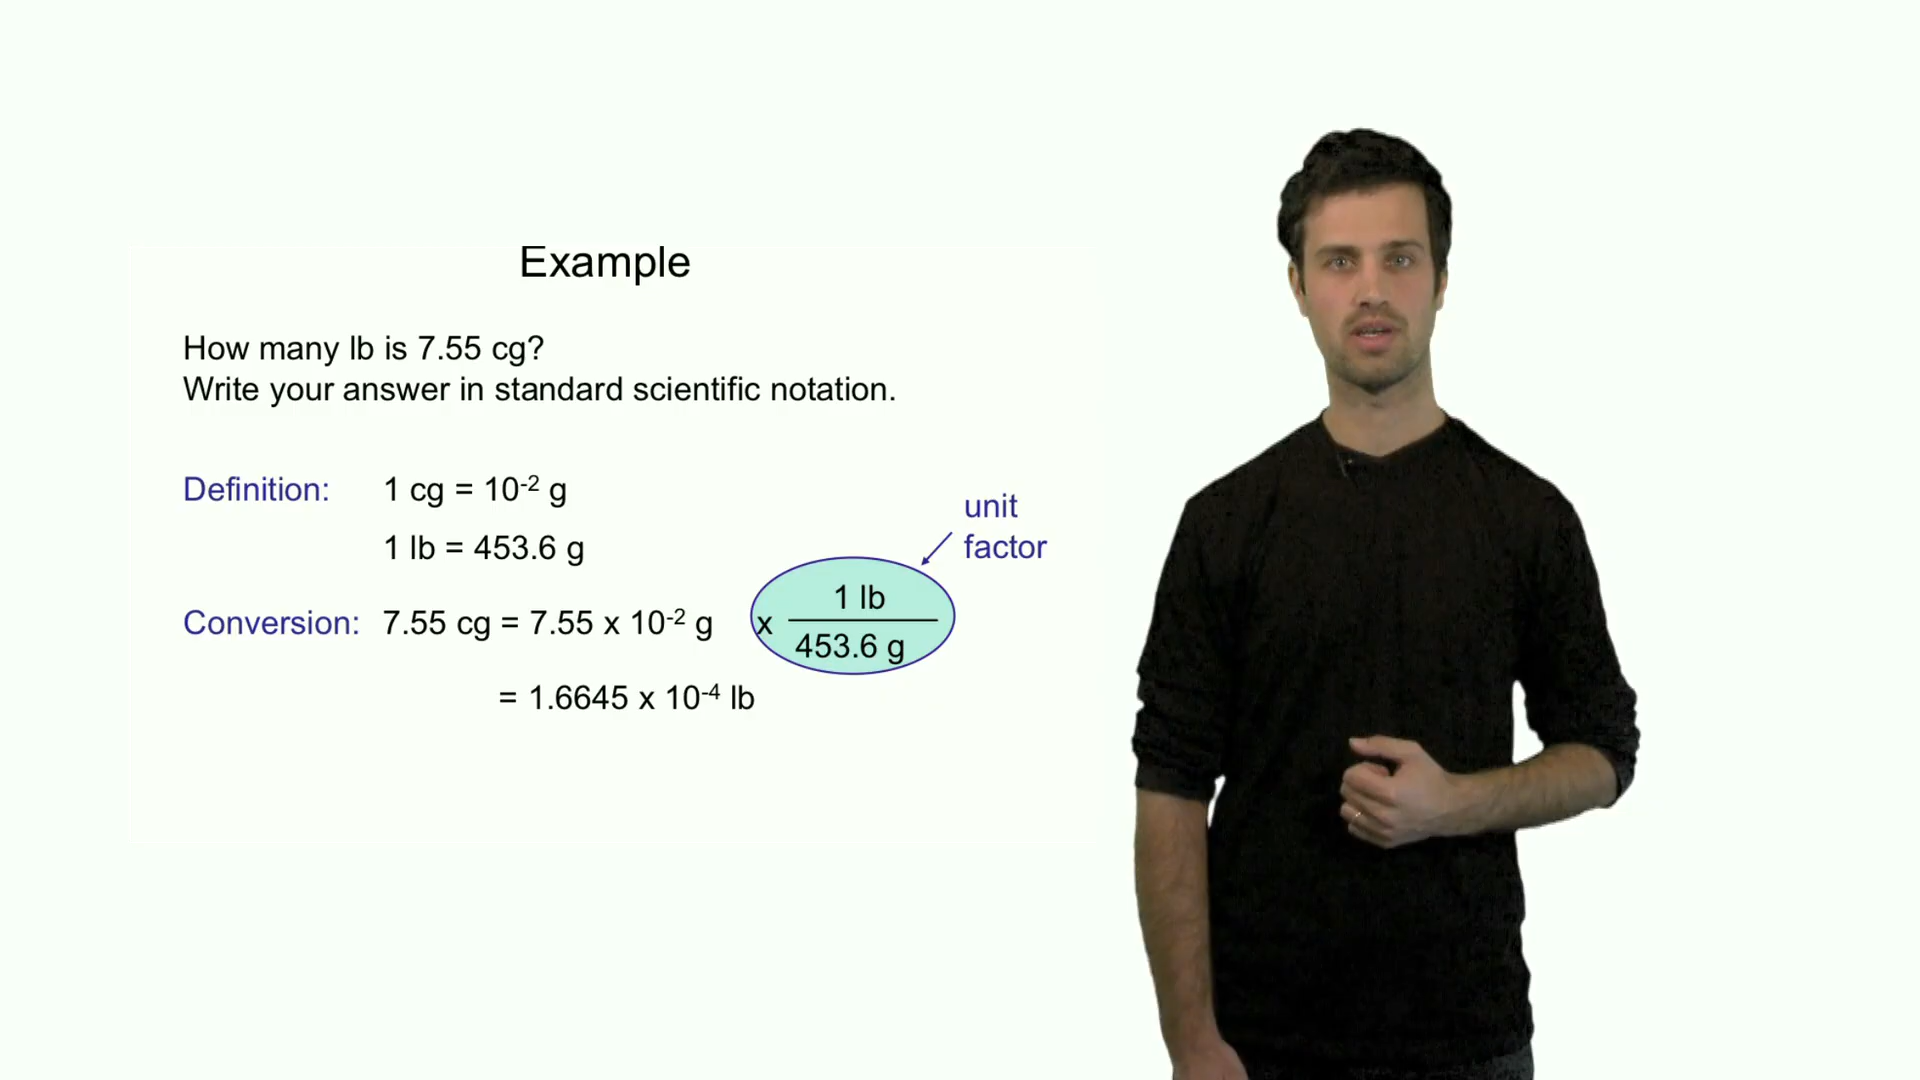 Example
How many lb is 7.55 cg?
Write your answer in standard scientific notation.
Definition: 1 cg = 10⁻² g
1 lb = 453.6 g
unit
factor
Conversion: 7.55 cg = 7.55 x 10⁻² g x 1 lb
453.6 g
= 1.6645 x 10⁻⁴ lb